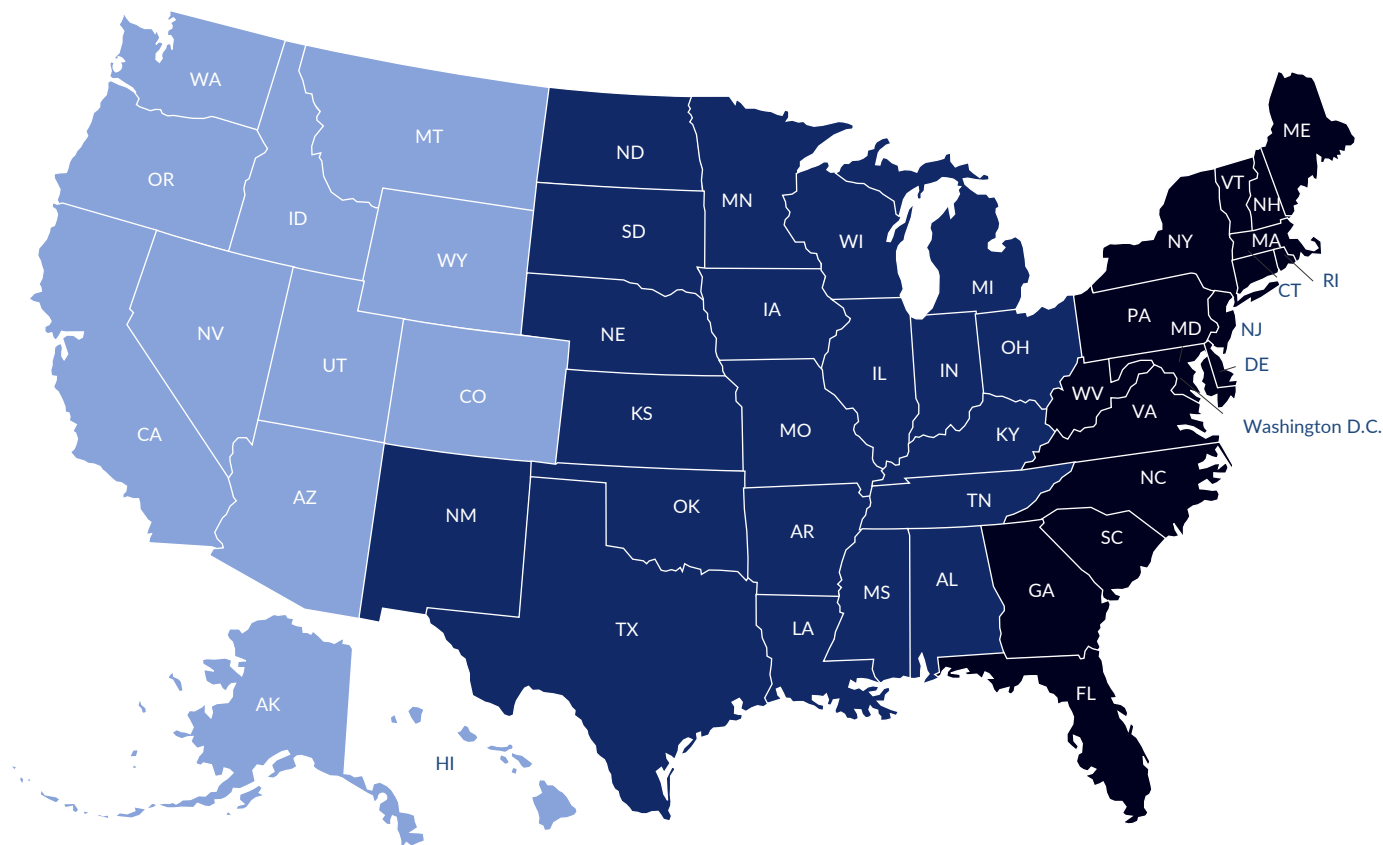 WA
MT
ME
ND
OR
VT
MN
NH
ID
SD
WI
NY
MA
WY
RI
MI
CT
IA
PA
MD
NJ
NV
NE
OH
UT
DE
IL
IN
CO
WV
KS
VA
CA
MO
KY
Washington D.C.
NC
AZ
TN
OK
NM
AR
SC
AL
MS
GA
TX
LA
FL
AK
HI